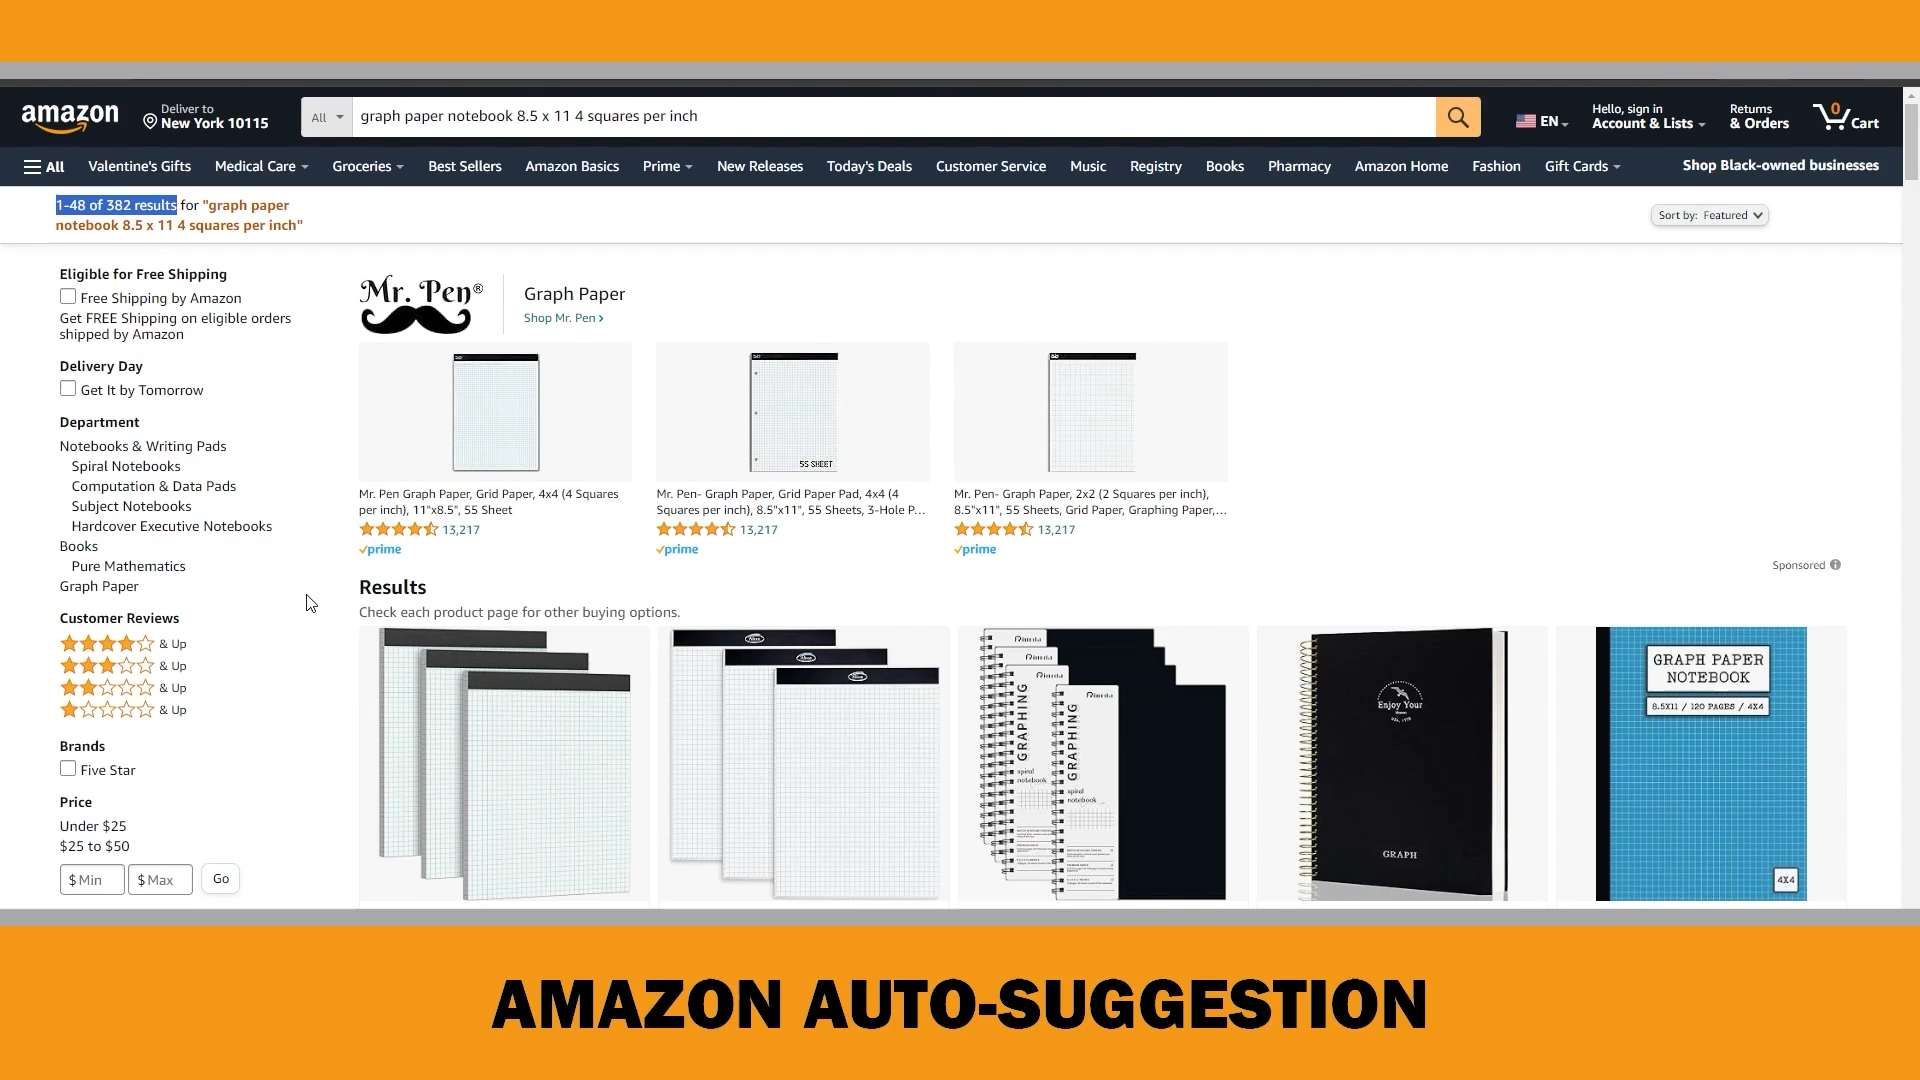 amazon
Deliver to
New York 10115
All
graph paper notebook 8.5 x 11 4 squares per inch
EN
Hello, sign in
Account & Lists
Returns
& Orders
0
Cart
All
Valentine's Gifts
Medical Care
Groceries
Best Sellers
Amazon Basics
Prime
New Releases
Today's Deals
Customer Service
Music
Registry
Books
Pharmacy
Amazon Home
Fashion
Gift Cards
Shop Black-owned businesses
1-48 of 382 results for "graph paper
notebook 8.5 x 11 4 squares per inch"
Sort by: Featured
Eligible for Free Shipping
Free Shipping by Amazon
Get FREE Shipping on eligible orders
shipped by Amazon
Delivery Day
Get It by Tomorrow
Department
Notebooks & Writing Pads
Spiral Notebooks
Computation & Data Pads
Subject Notebooks
Hardcover Executive Notebooks
Books
Pure Mathematics
Graph Paper
Customer Reviews
& Up
& Up
& Up
& Up
Brands
Five Star
Price
Under $25
$25 to $50
$ Min
$ Max
Go
Mr. Pen®
Graph Paper
Shop Mr. Pen ›
55 SHEET
Mr. Pen Graph Paper, Grid Paper, 4x4 (4 Squares
per inch), 11"x8.5", 55 Sheet
13,217
prime
Mr. Pen- Graph Paper, Grid Paper Pad, 4x4 (4
Squares per inch), 8.5"x11", 55 Sheets, 3-Hole P...
13,217
prime
Mr. Pen- Graph Paper, 2x2 (2 Squares per inch),
8.5"x11", 55 Sheets, Grid Paper, Graphing Paper,...
13,217
prime
Sponsored
Results
Check each product page for other buying options.
GRAPHING
spiral
notebook
GRAPHING
spiral
notebook
Enjoy Your
GRAPH
GRAPH PAPER
NOTEBOOK
8.5X11 / 120 PAGES / 4X4
4X4
AMAZON AUTO-SUGGESTION